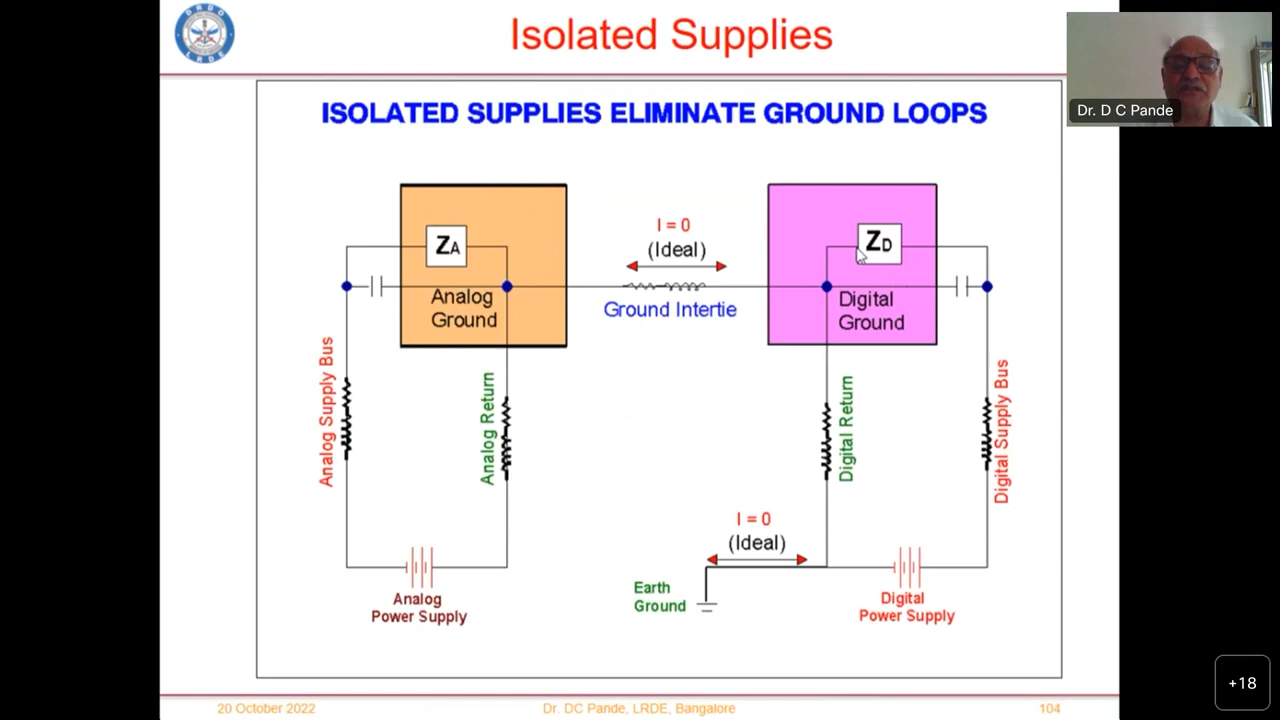 DRDO
LRDE
Isolated Supplies
Dr. D C Pande
ISOLATED SUPPLIES ELIMINATE GROUND LOOPS
I = 0
(Ideal)
ZA
ZD
Analog
Ground
Ground Intertie
Digital
Ground
Analog Supply Bus
Analog Return
Digital Return
Digital Supply Bus
I = 0
(Ideal)
Earth
Ground
Analog
Power Supply
Digital
Power Supply
+18
20 October 2022
Dr. DC Pande, LRDE, Bangalore
104